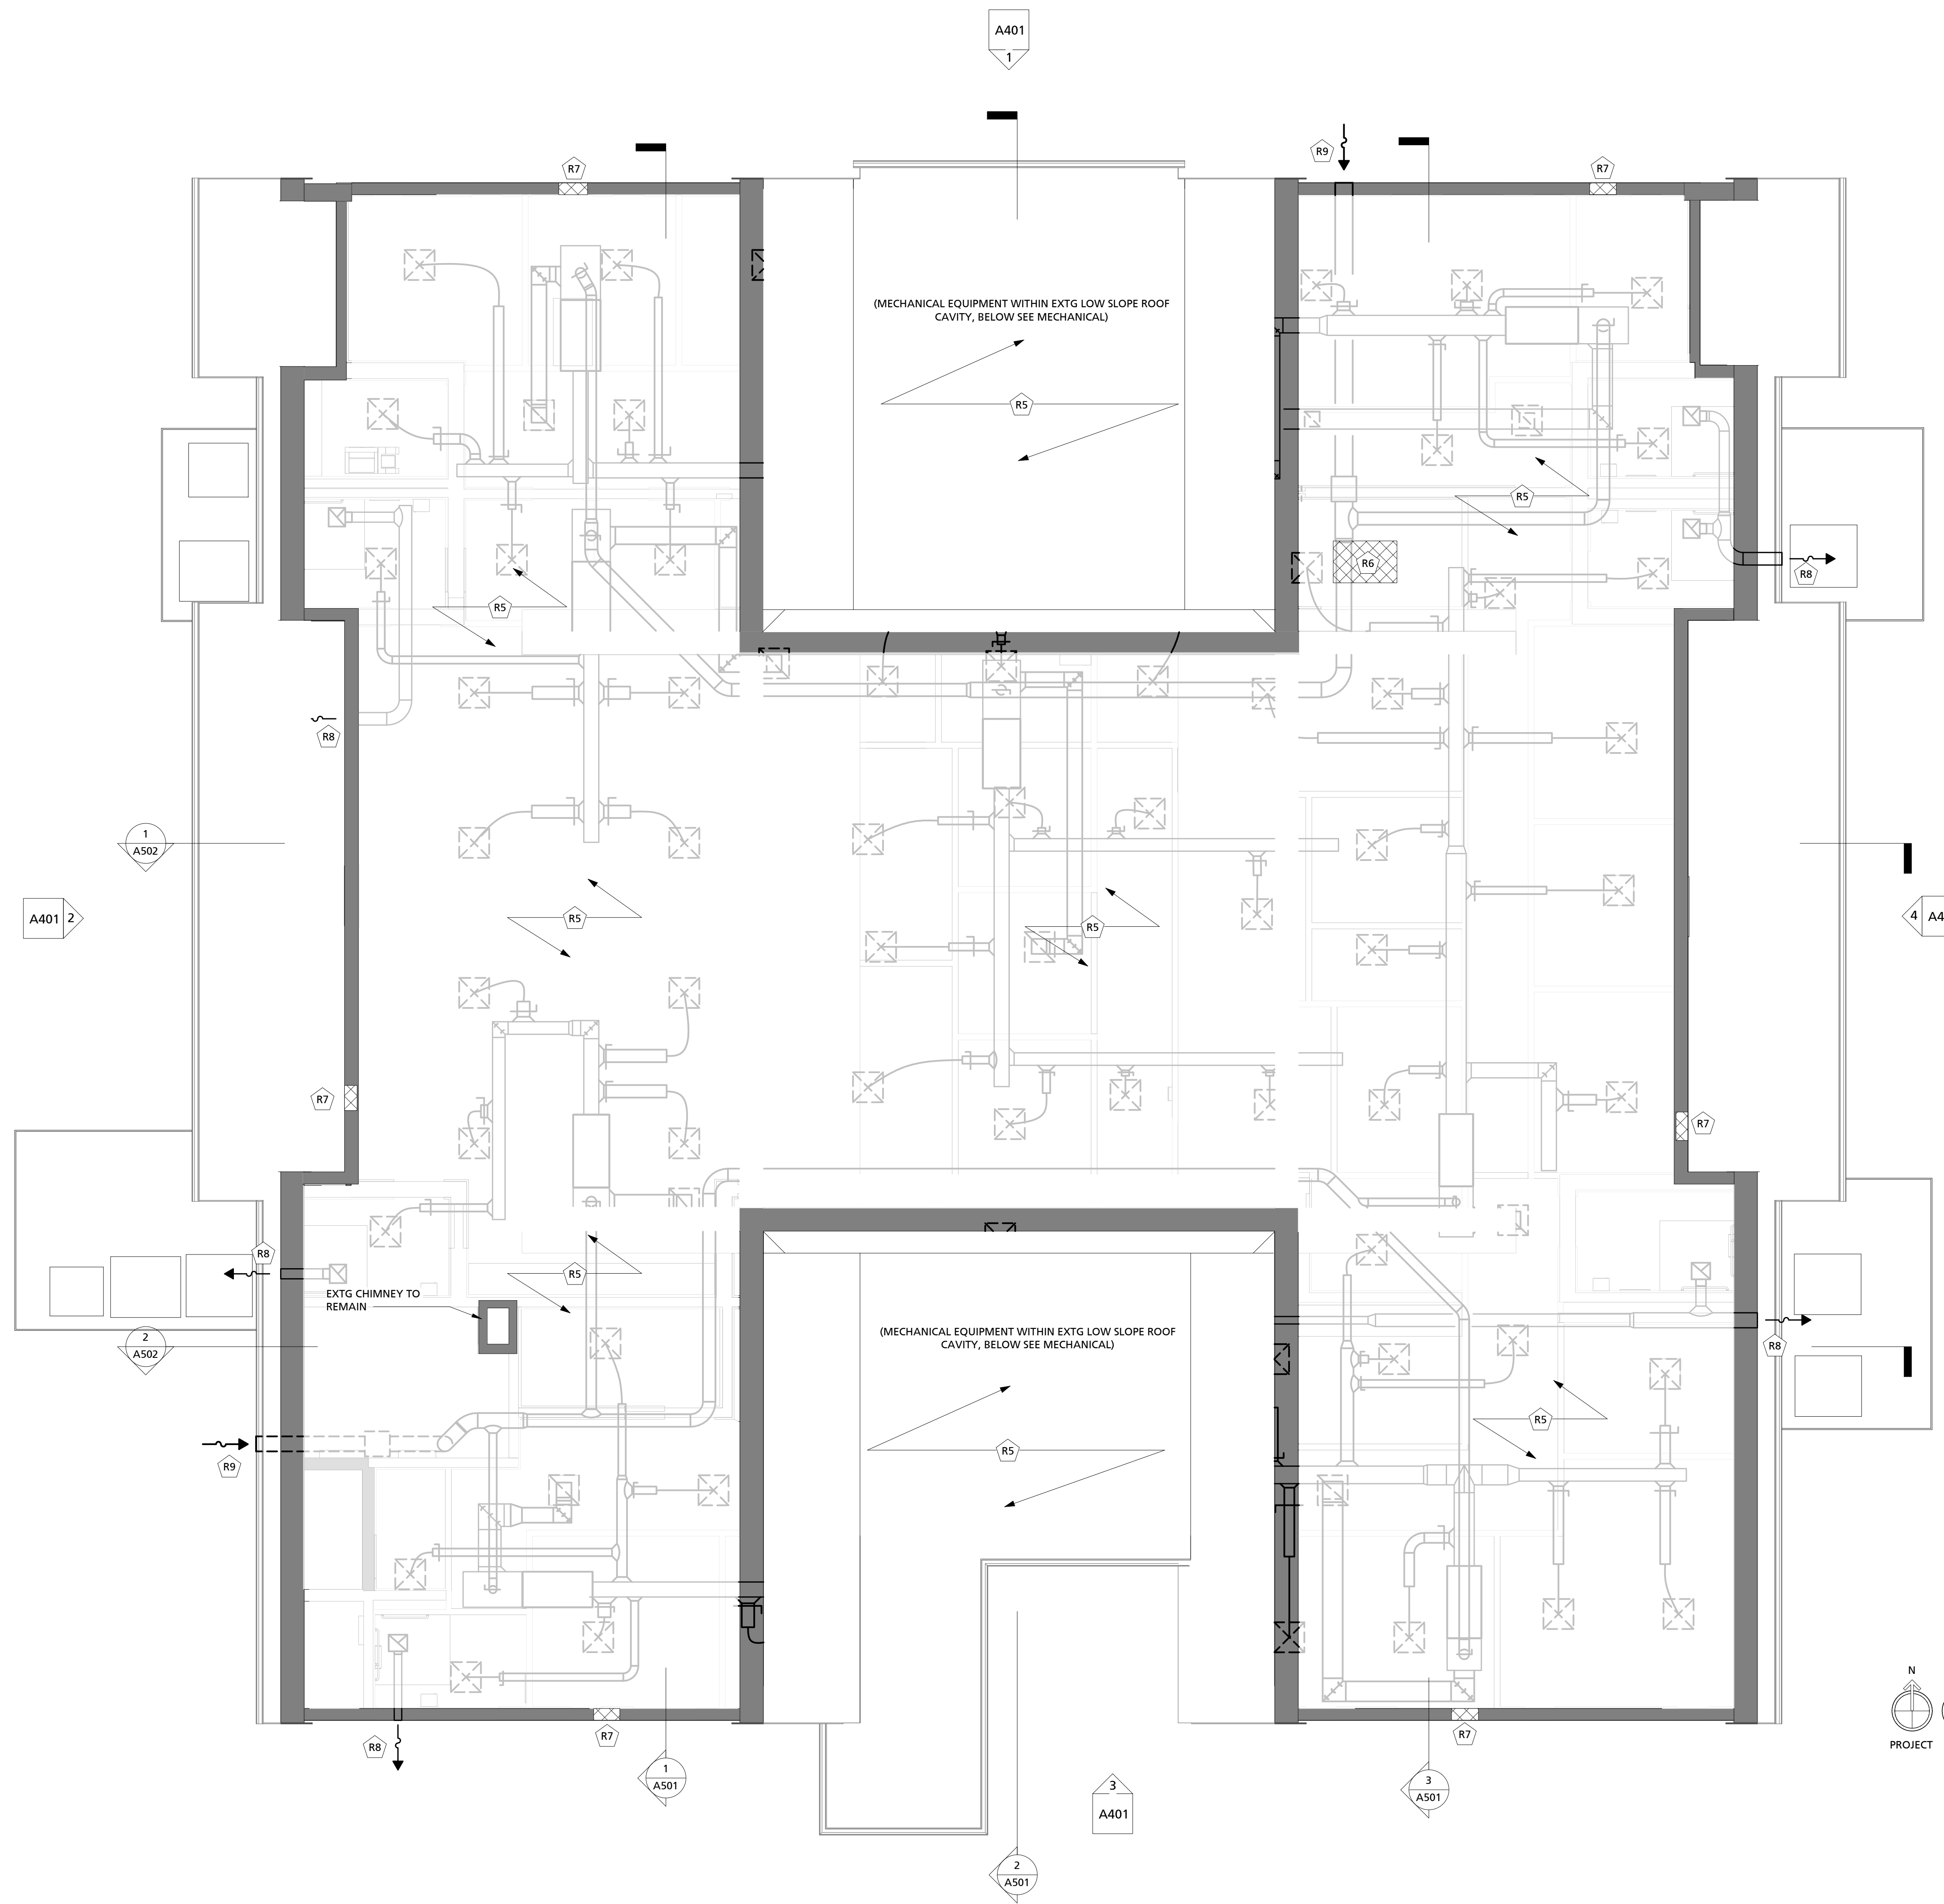 A401
1
R7
R9
R7
(MECHANICAL EQUIPMENT WITHIN EXTG LOW SLOPE ROOF
CAVITY, BELOW SEE MECHANICAL)
R5
R5
R6
R8
R5
R8
1
A502
A401 2
R5
R5
4 A4
R7
R7
R8
R5
EXTG CHIMNEY TO
REMAIN
2
A502
(MECHANICAL EQUIPMENT WITHIN EXTG LOW SLOPE ROOF
CAVITY, BELOW SEE MECHANICAL)
R8
R5
R5
R9
N
PROJECT
R8
R7
R7
1
A501
3
A401
3
A501
2
A501